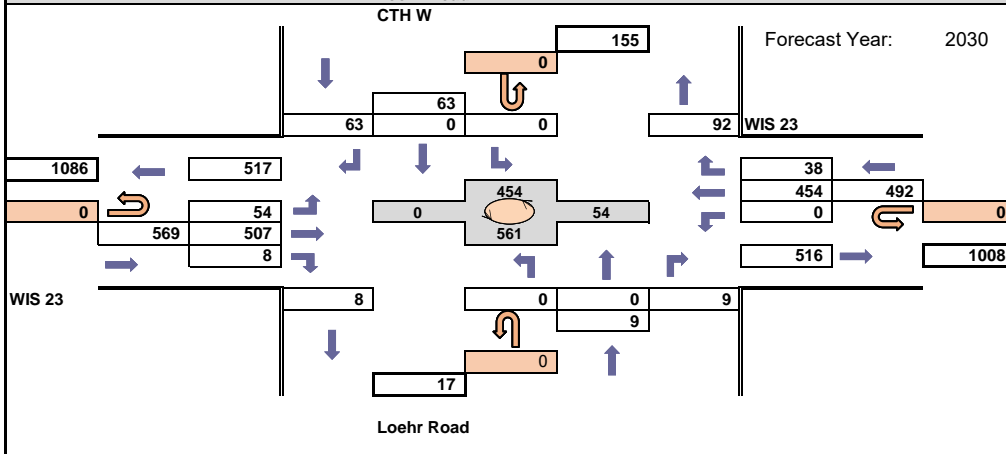 CTH W
155
Forecast Year: 2030
0
63
63 0 0 92 WIS 23
1086 517 38
454 454 492
0 54 0 54 0 0
569 507 561
8 516 1008
WIS 23 8 0 0 9
9
0
17
Loehr Road